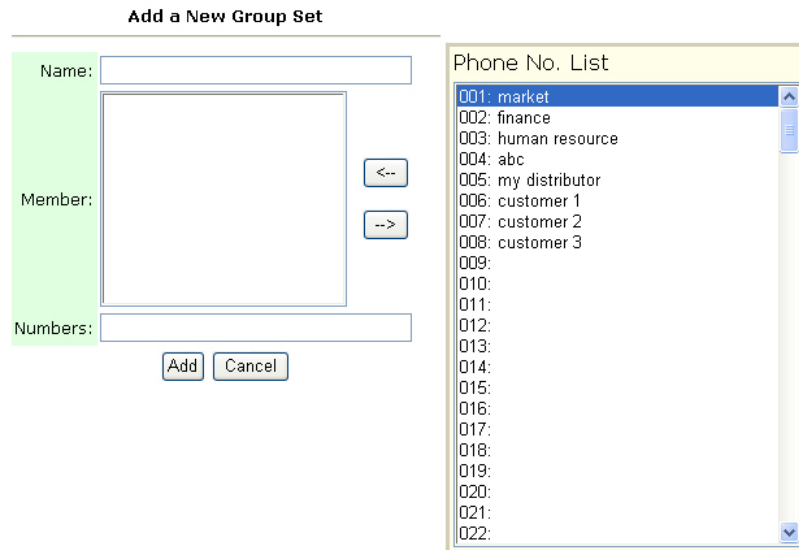 Add a New Group Set
Name:
Member:
<--
-->
Numbers:
Add Cancel
Phone No. List
001: market
002: finance
003: human resource
004: abc
005: my distributor
006: customer 1
007: customer 2
008: customer 3
009:
010:
011:
012:
013:
014:
015:
016:
017:
018:
019:
020:
021:
022: